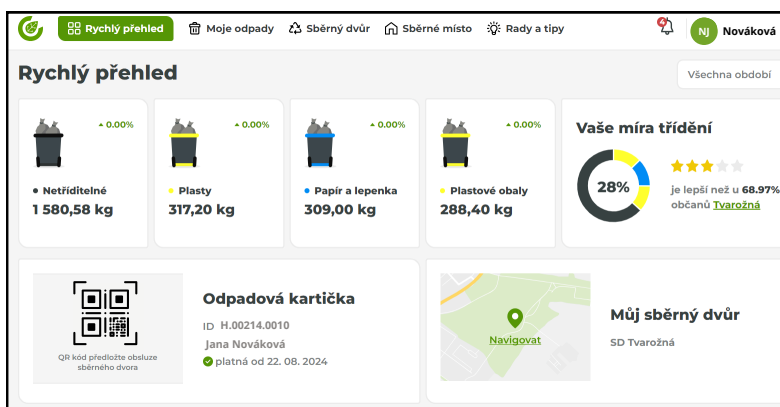 Rychlý přehled
Moje odpady
Sběrný dvůr
Sběrné místo
Rady a tipy
4
NJ
Nováková
Rychlý přehled
Všechna období
0.00%
Netříditelné
1 580,58 kg
0.00%
Plasty
317,20 kg
0.00%
Papír a lepenka
309,00 kg
0.00%
Plastové obaly
288,40 kg
Vaše míra třídění
28%
je lepší než u 68.97%
občanů Tvarožná
QR kód předložte obsluze
sběrného dvora
Odpadová kartička
ID H.00214.0010
Jana Nováková
platná od 22. 08. 2024
Navigovat
Můj sběrný dvůr
SD Tvarožná